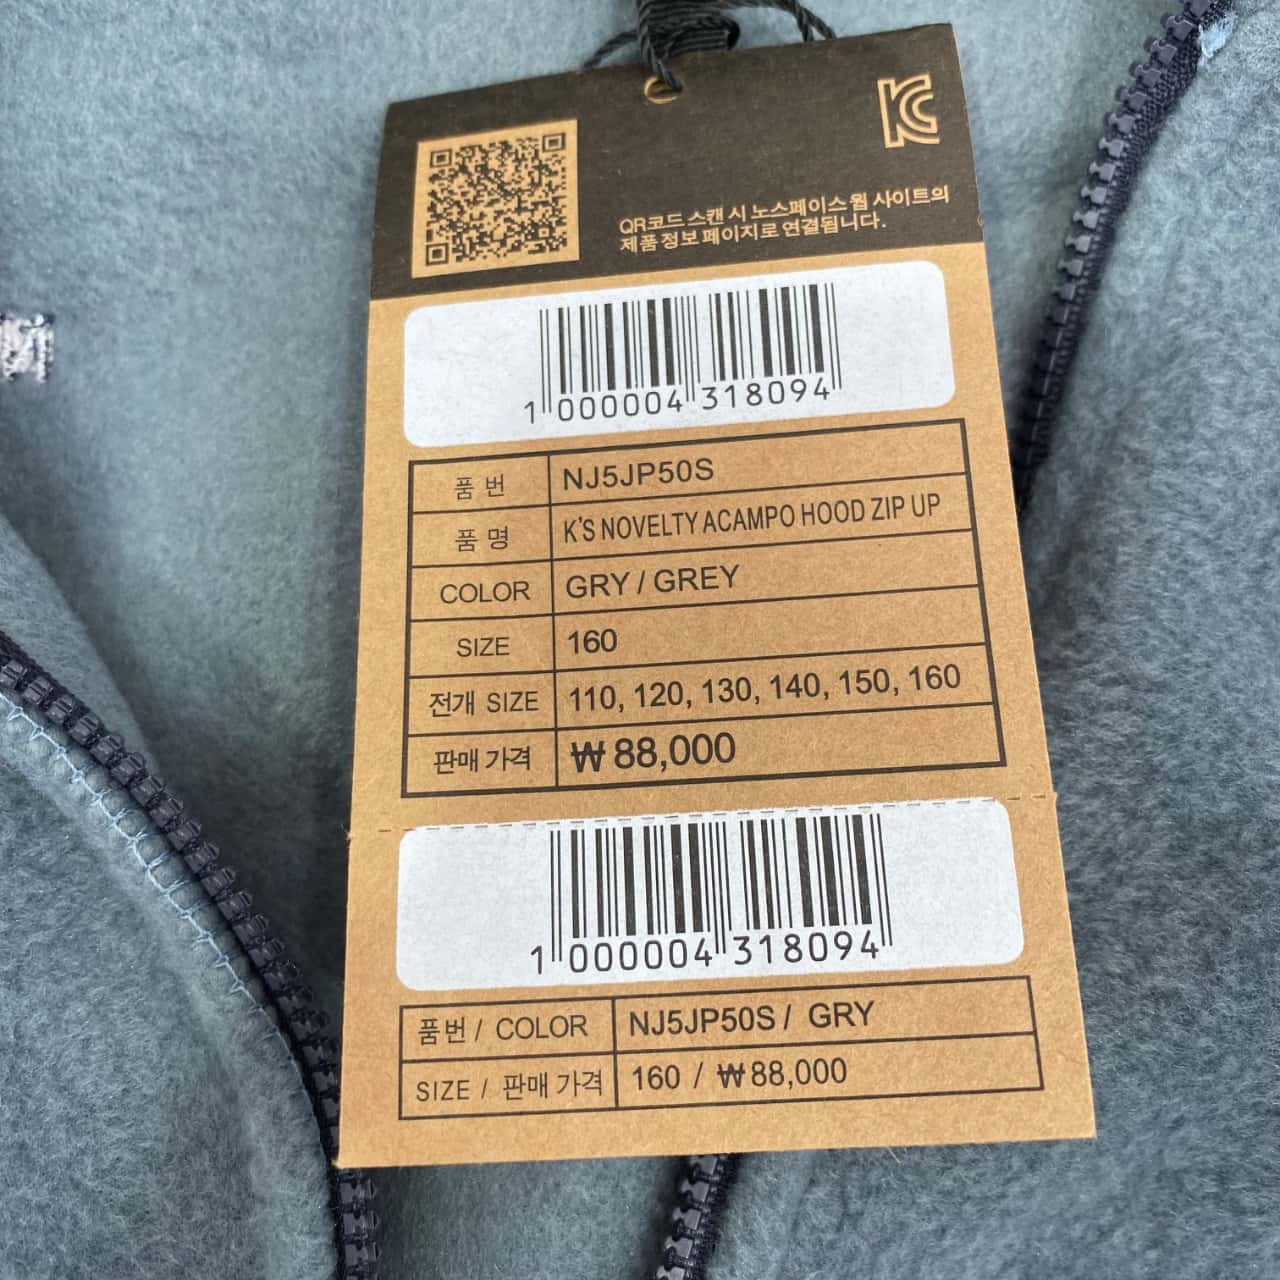 KC
QR코드 스캔 시 노스페이스 웝 사이트의
제품 정보 페이지로 연결됩니다.
1 000004 318094
품 번 NJ5JP50S
품 명 K'S NOVELTY ACAMPO HOOD ZIP UP
COLOR GRY / GREY
SIZE 160
전개 SIZE 110, 120, 130, 140, 150, 160
판매 가격 ₩ 88,000
1 000004 318094
품번 / COLOR NJ5JP50S / GRY
SIZE / 판매 가격 160 / ₩88,000